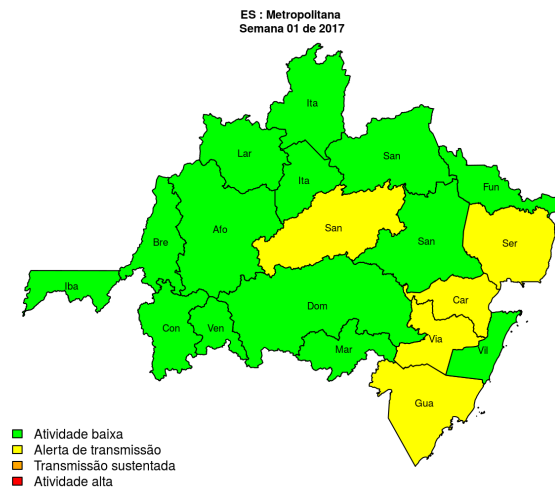 ES : Metropolitana
Semana 01 de 2017
Ita
Lar
San
Ita
Fun
Afo
San
Bre
San
Ser
Iba
Car
Dom
Con
Ven
Via
Mar
Vil
Gua
Atividade baixa
Alerta de transmissão
Transmissão sustentada
Atividade alta